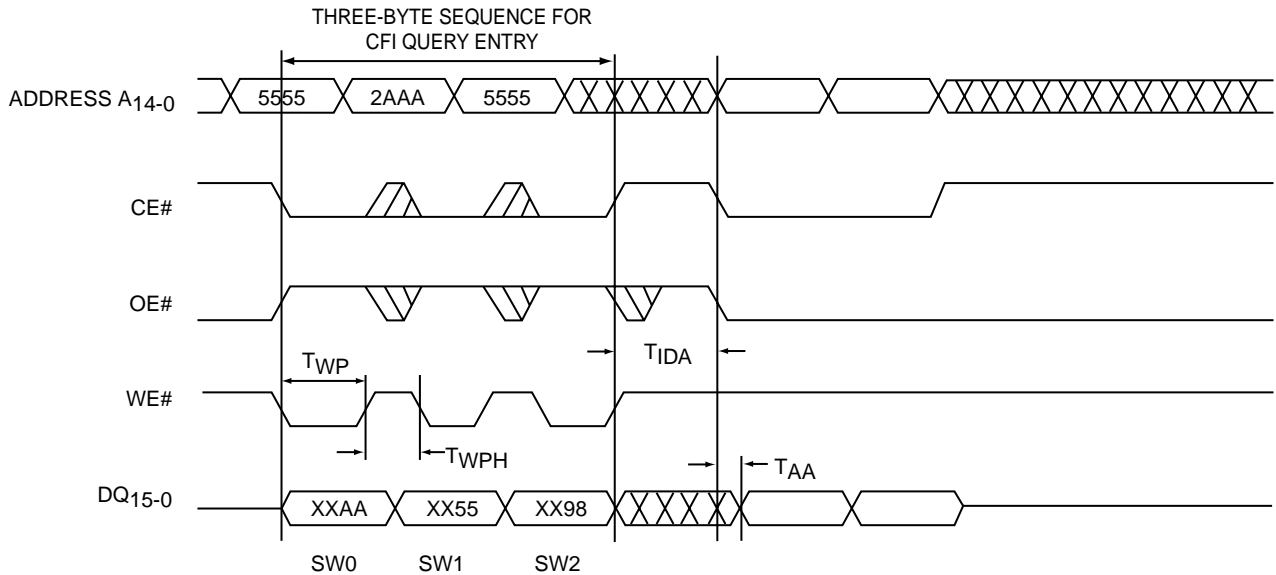 THREE-BYTE SEQUENCE FOR
CFI QUERY ENTRY
ADDRESS A14-0
5555 2AAA 5555
CE#
OE#
TIDA
TWP
WE#
TWPH
TAA
DQ15-0
XXAA XX55 XX98
SW0 SW1 SW2